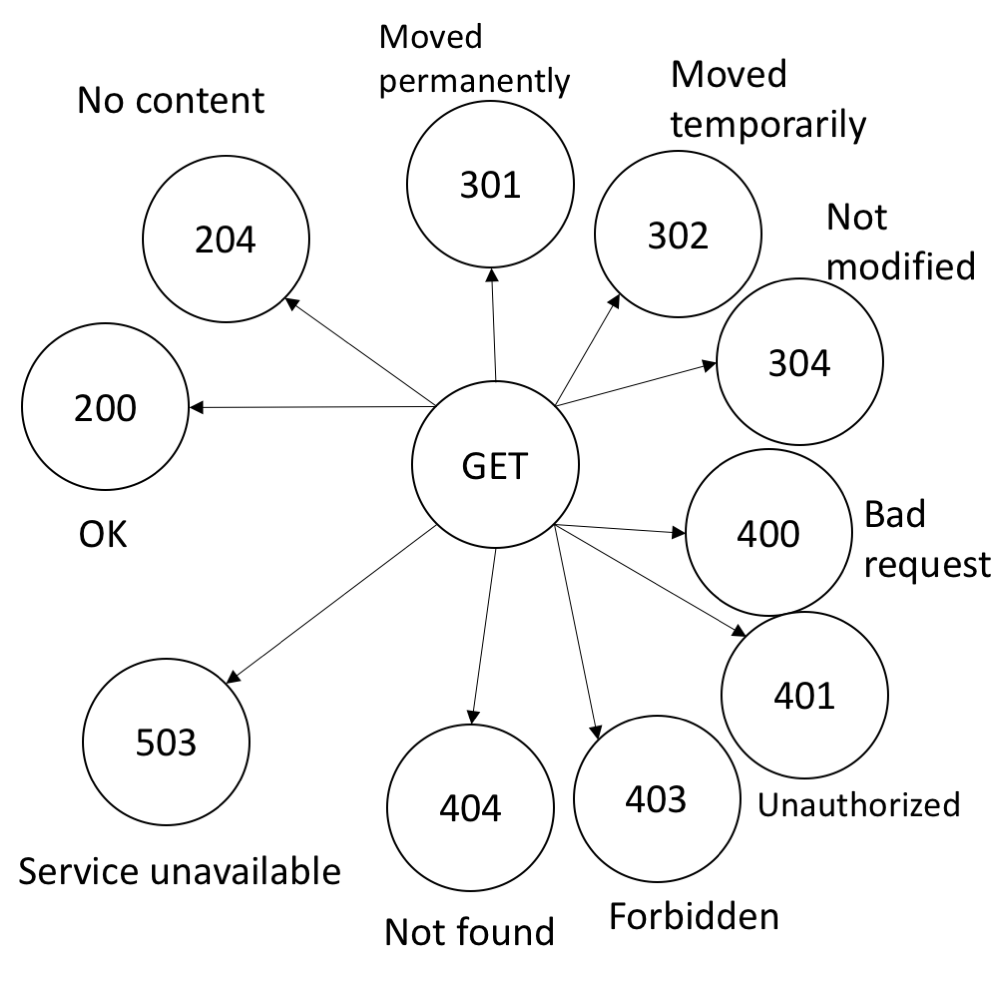 Moved
permanently
Moved
temporarily
No content
301
302
204
Not
modified
304
200
GET
OK
400
Bad
request
401
503
404
403
Unauthorized
Service unavailable
Not found
Forbidden